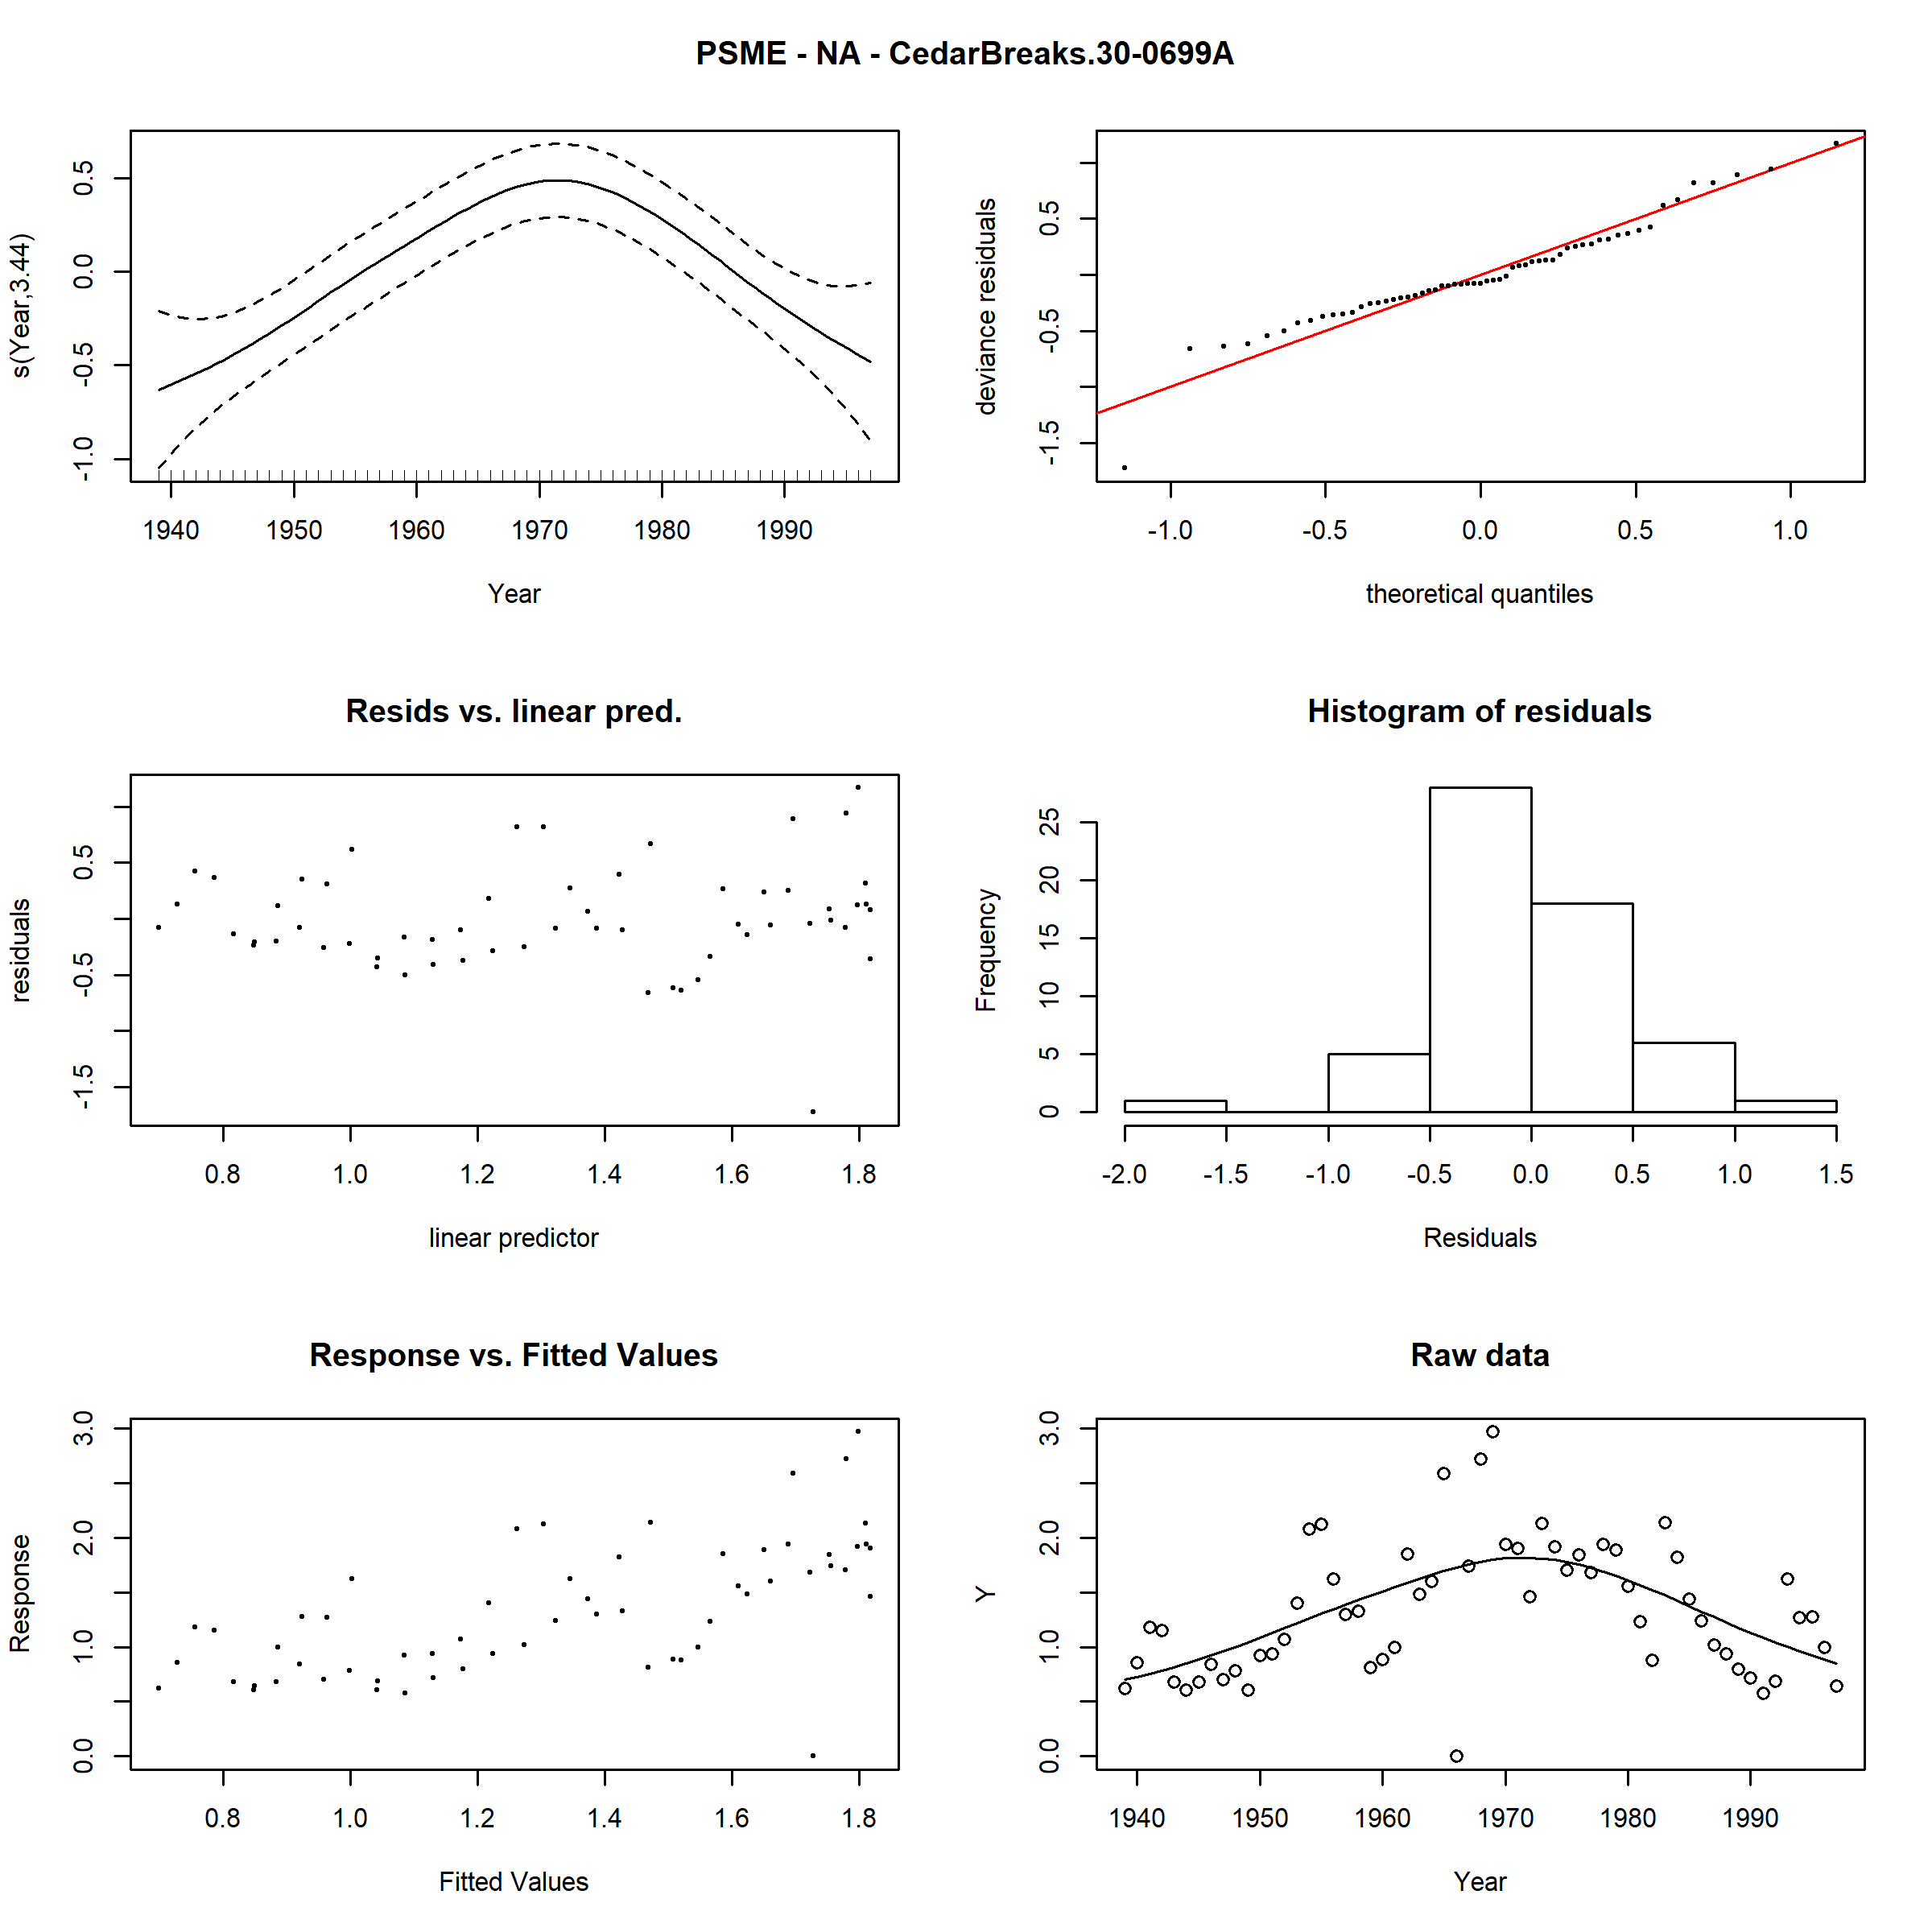 PSME - NA - CedarBreaks.30-0699A
s(Year,3.44)
0.5
0.0
-0.5
-1.0
1940 1950 1960 1970 1980 1990
Year
deviance residuals
0.5
-0.5
-1.5
-1.0 -0.5 0.0 0.5 1.0
theoretical quantiles
Resids vs. linear pred.
residuals
0.5
-0.5
-1.5
0.8 1.0 1.2 1.4 1.6 1.8
linear predictor
Histogram of residuals
Frequency
25
20
15
10
5
0
-2.0 -1.5 -1.0 -0.5 0.0 0.5 1.0 1.5
Residuals
Response vs. Fitted Values
Response
3.0
2.0
1.0
0.0
0.8 1.0 1.2 1.4 1.6 1.8
Fitted Values
Raw data
Y
3.0
2.0
1.0
0.0
1940 1950 1960 1970 1980 1990
Year